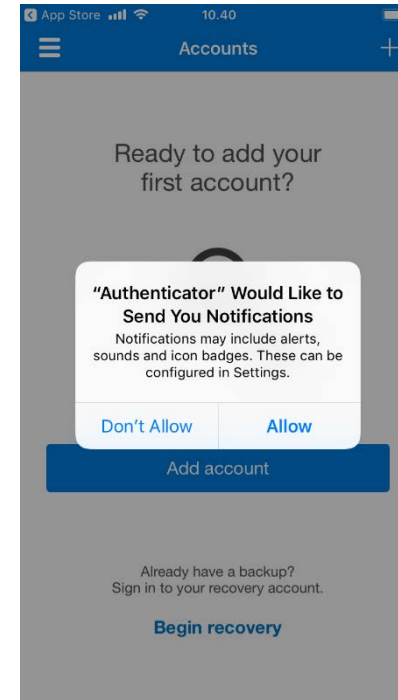 App Store 10.40
Accounts
Ready to add your
first account?
“Authenticator” Would Like to
Send You Notifications
Notifications may include alerts,
sounds and icon badges. These can be
configured in Settings.
Don’t Allow Allow
Add account
Already have a backup?
Sign in to your recovery account.
Begin recovery